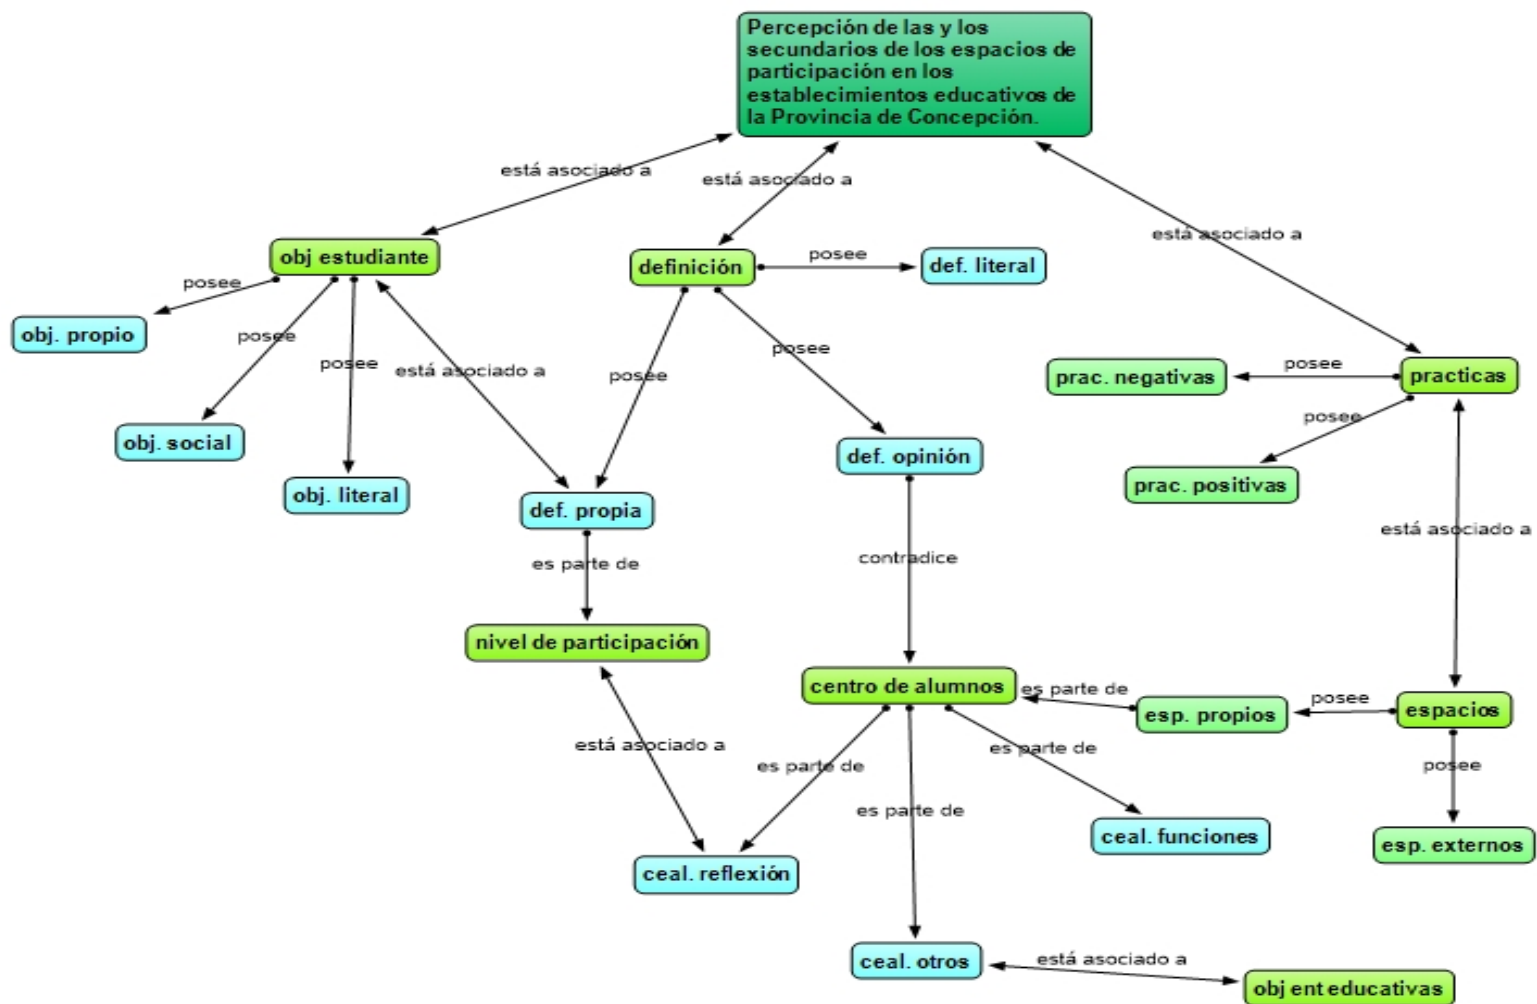 Percepción de las y los
secundarios de los espacios de
participación en los
establecimientos educativos de
la Provincia de Concepción.
está asociado a
está asociado a
está asociado a
obj estudiante
definición
posee
def. literal
posee
obj. propio
posee
posee
está asociado a
posee
posee
prac. negativas
posee
practicas
posee
obj. social
def. opinión
obj. literal
prac. positivas
def. propia
está asociado a
es parte de
contradice
nivel de participación
centro de alumnos
es parte de
esp. propios
posee
espacios
está asociado a
es parte de
es parte de
posee
es parte de
ceal. funciones
esp. externos
ceal. reflexión
ceal. otros
está asociado a
obj ent educativas